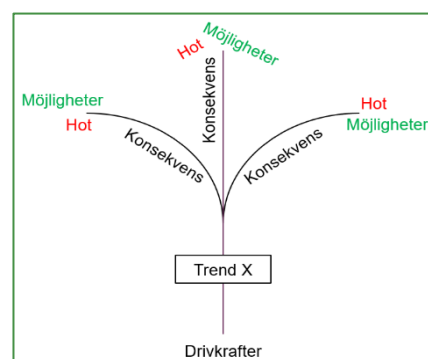 Hot Möjligheter
Konsekvens
Möjligheter
Hot
Konsekvens
Hot
Möjligheter
Konsekvens
Trend X
Drivkrafter